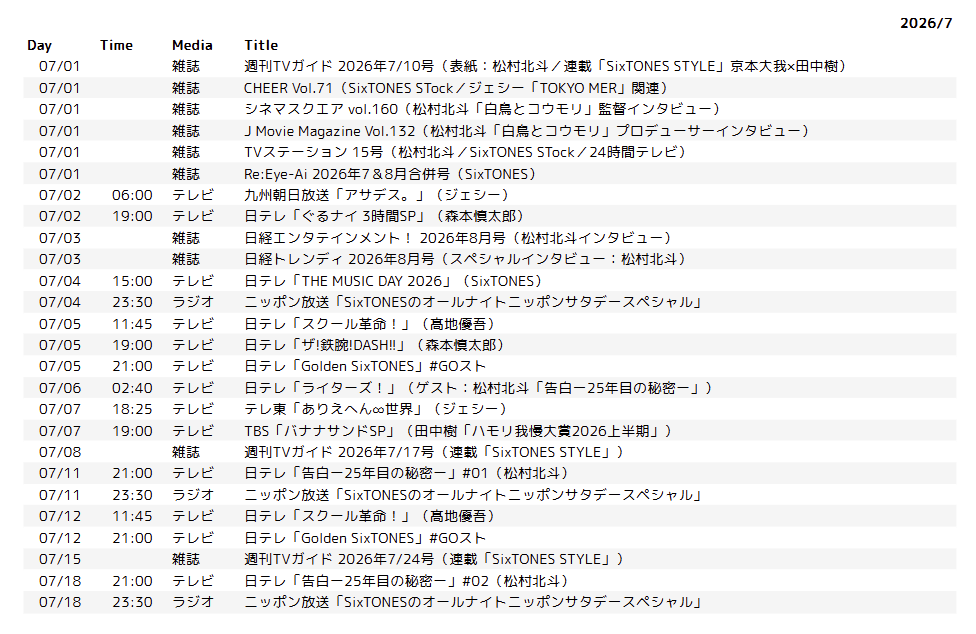 2026/7
Day Time Media Title
07/01 雑誌 週刊TVガイド 2026年7/10号（表紙：松村北斗／連載「SixTONES STYLE」京本大我×田中樹）
07/01 雑誌 CHEER Vol.71（SixTONES STock／ジェシー「TOKYO MER」関連）
07/01 雑誌 シネマスクエア vol.160（松村北斗「白鳥とコウモリ」監督インタビュー）
07/01 雑誌 J Movie Magazine Vol.132（松村北斗「白鳥とコウモリ」プロデューサーインタビュー）
07/01 雑誌 TVステーション 15号（松村北斗／SixTONES STock／24時間テレビ）
07/01 雑誌 Re:Eye-Ai 2026年7＆8月合併号（SixTONES）
07/02 06:00 テレビ 九州朝日放送「アサデス。」（ジェシー）
07/02 19:00 テレビ 日テレ「ぐるナイ 3時間SP」（森本慎太郎）
07/03 雑誌 日経エンタテインメント！ 2026年8月号（松村北斗インタビュー）
07/03 雑誌 日経トレンディ 2026年8月号（スペシャルインタビュー：松村北斗）
07/04 15:00 テレビ 日テレ「THE MUSIC DAY 2026」（SixTONES）
07/04 23:30 ラジオ ニッポン放送「SixTONESのオールナイトニッポンサタデースペシャル」
07/05 11:45 テレビ 日テレ「スクール革命！」（髙地優吾）
07/05 19:00 テレビ 日テレ「ザ!鉄腕!DASH!!」（森本慎太郎）
07/05 21:00 テレビ 日テレ「Golden SixTONES」#GOスト
07/06 02:40 テレビ 日テレ「ライターズ！」（ゲスト：松村北斗「告白ー25年目の秘密ー」）
07/07 18:25 テレビ テレ東「ありえへん∞世界」（ジェシー）
07/07 19:00 テレビ TBS「バナナサンドSP」（田中樹「ハモリ我慢大賞2026上半期」）
07/08 雑誌 週刊TVガイド 2026年7/17号（連載「SixTONES STYLE」）
07/11 21:00 テレビ 日テレ「告白ー25年目の秘密ー」#01（松村北斗）
07/11 23:30 ラジオ ニッポン放送「SixTONESのオールナイトニッポンサタデースペシャル」
07/12 11:45 テレビ 日テレ「スクール革命！」（髙地優吾）
07/12 21:00 テレビ 日テレ「Golden SixTONES」#GOスト
07/15 雑誌 週刊TVガイド 2026年7/24号（連載「SixTONES STYLE」）
07/18 21:00 テレビ 日テレ「告白ー25年目の秘密ー」#02（松村北斗）
07/18 23:30 ラジオ ニッポン放送「SixTONESのオールナイトニッポンサタデースペシャル」